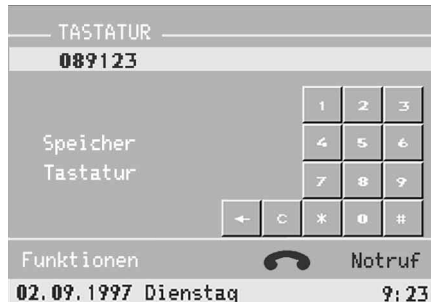 TASTATUR
089123
1 2 3
Speicher 4 5 6
Tastatur 7 8 9
← C * 0 #
Funktionen Notruf
02.09.1997 Dienstag 9:23